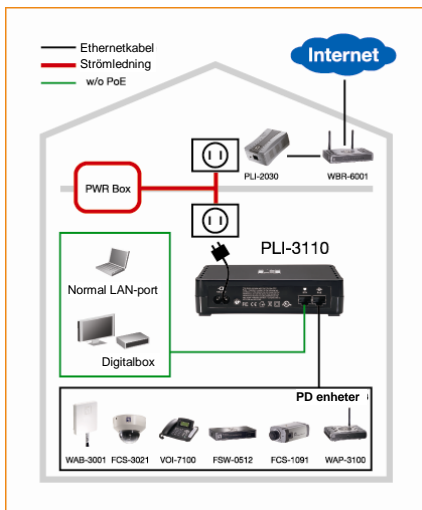 Ethernetkabel
Strömledning
w/o PoE
Internet
PLI-2030
WBR-6001
PWR Box
PLI-3110
Normal LAN-port
Digitalbox
PD enheter
WAB-3001 FCS-3021 VOI-7100 FSW-0512 FCS-1091 WAP-3100